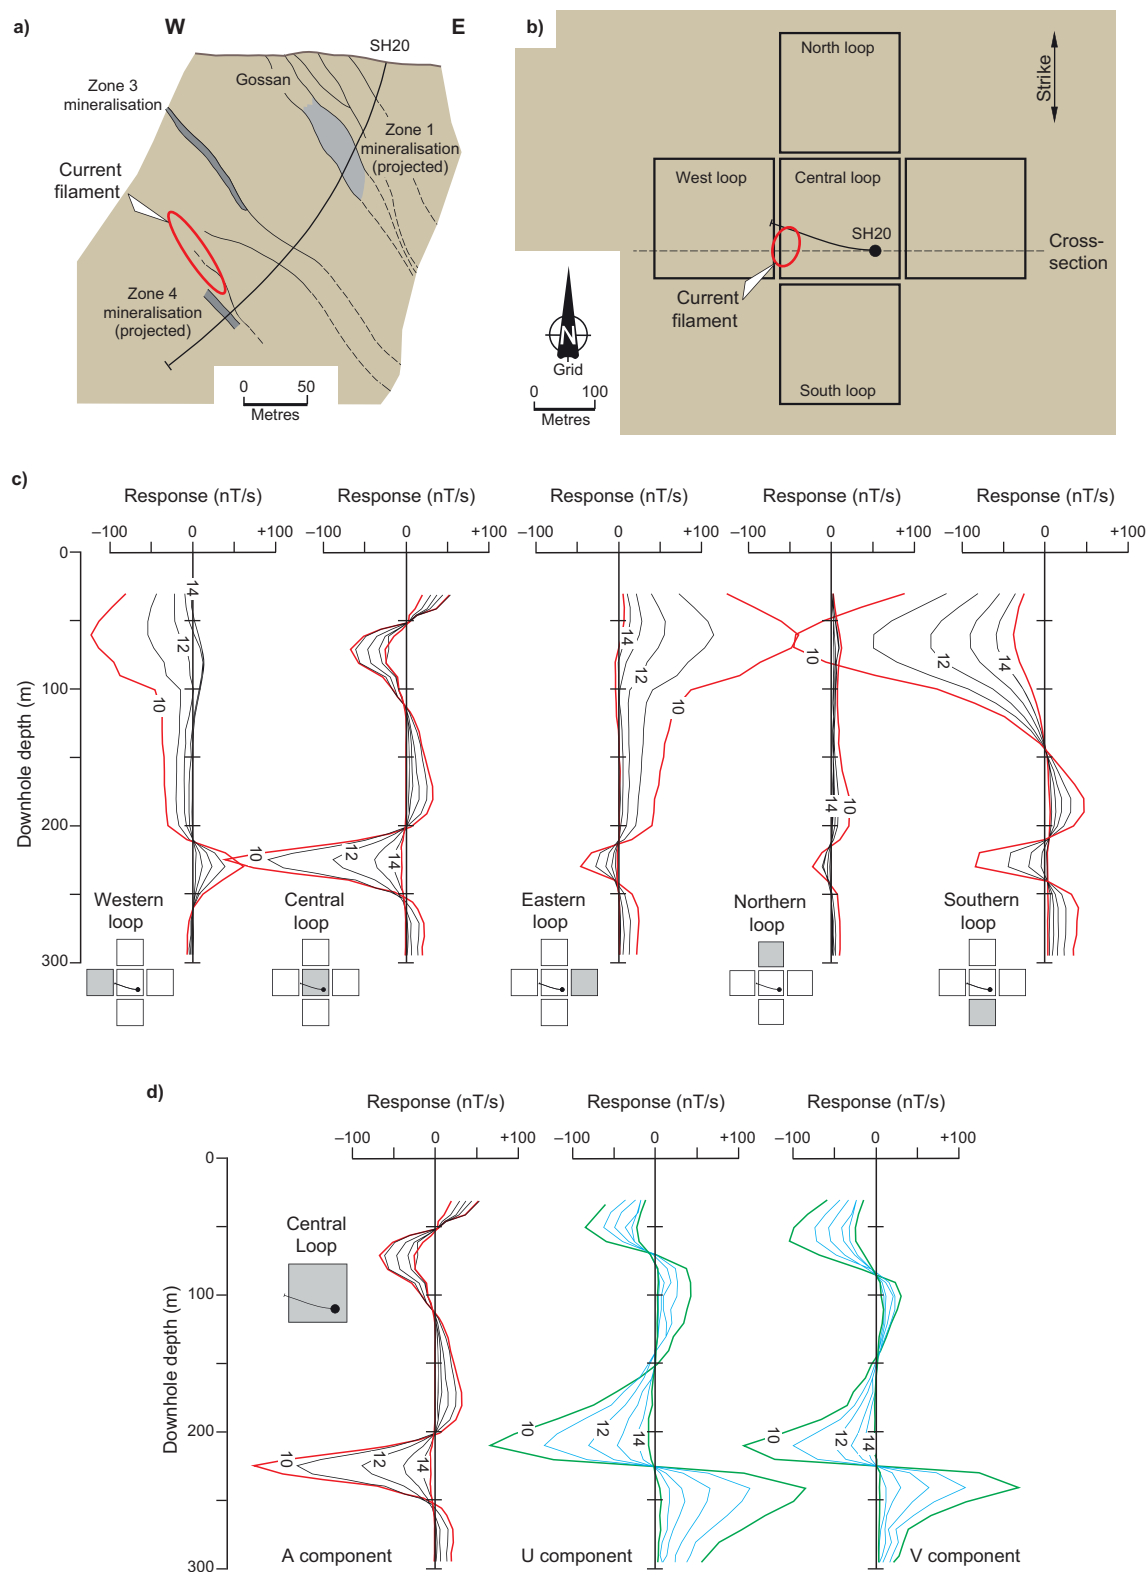 a)
W
E
SH20
Gossan
Zone 3
mineralisation
Zone 1
mineralisation
(projected)
Current
filament
Zone 4
mineralisation
(projected)
0
50
Metres
b)
North loop
Strike
West loop
Central loop
SH20
Cross-
section
Current
filament
N
Grid
0
100
Metres
South loop
c)
Response (nT/s)
Response (nT/s)
Response (nT/s)
Response (nT/s)
Response (nT/s)
–100
0
+100
–100
0
+100
–100
0
+100
–100
0
+100
–100
0
+100
Downhole depth (m)
0
100
200
300
14
12
10
10
12
14
14
12
10
10
14
10
12
14
Western
loop
Central
loop
Eastern
loop
Northern
loop
Southern
loop
d)
Response (nT/s)
Response (nT/s)
Response (nT/s)
–100
0
+100
–100
0
+100
–100
0
+100
Downhole depth (m)
0
100
200
300
Central
Loop
10
12
14
10
12
14
10
12
14
A component
U component
V component